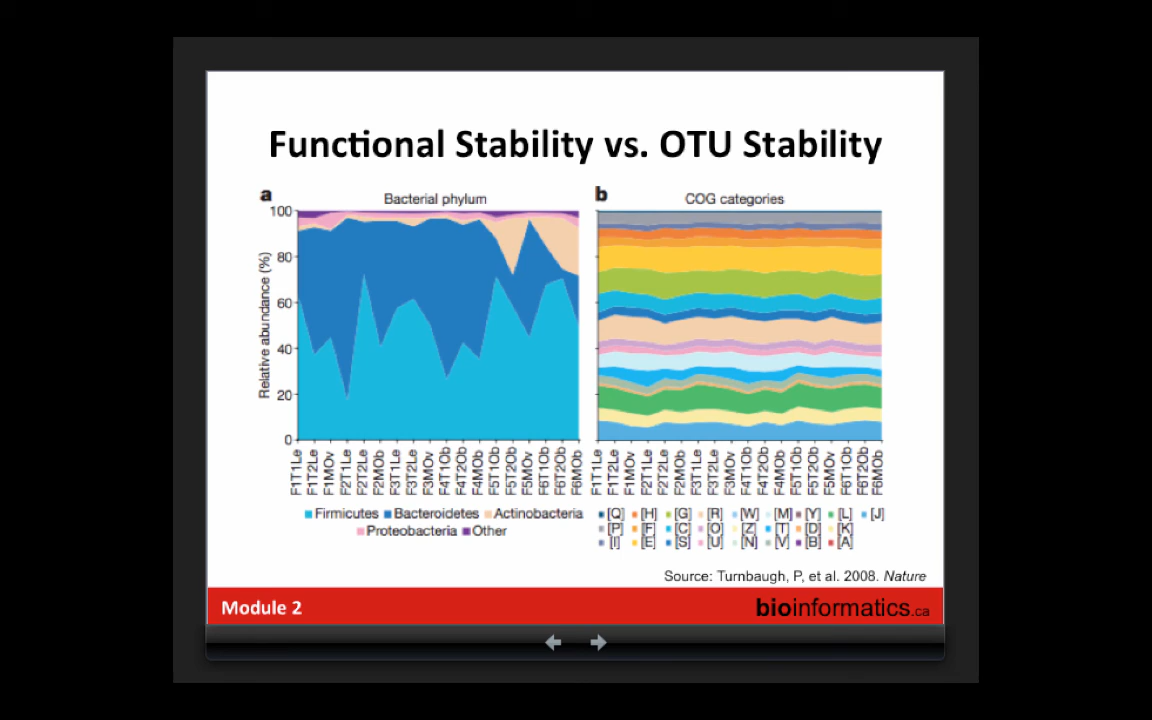 Functional Stability vs. OTU Stability
a
Bacterial phylum
100
80
60
40
20
0
Relative abundance (%)
F1T1Le
F1T2Le
F1MOv
F2T1Le
F2T2Le
F2MOb
F3T1Le
F3T2Le
F3MOv
F4T1Ob
F4T2Ob
F4MOb
F5T1Ob
F5T2Ob
F5MOv
F6T1Ob
F6T2Ob
F6MOb
Firmicutes Bacteroidetes Actinobacteria
Proteobacteria Other
b
COG categories
F1T1Le
F1T2Le
F1MOv
F2T1Le
F2T2Le
F2MOb
F3T1Le
F3T2Le
F3MOv
F4T1Ob
F4T2Ob
F4MOb
F5T1Ob
F5T2Ob
F5MOv
F6T1Ob
F6T2Ob
F6MOb
[Q] [H] [G] [R] [W] [M] [Y] [L] [J]
[P] [F] [C] [O] [Z] [T] [D] [K]
[I] [E] [S] [U] [N] [V] [B] [A]
Source: Turnbaugh, P, et al. 2008. Nature
Module 2
bioinformatics.ca